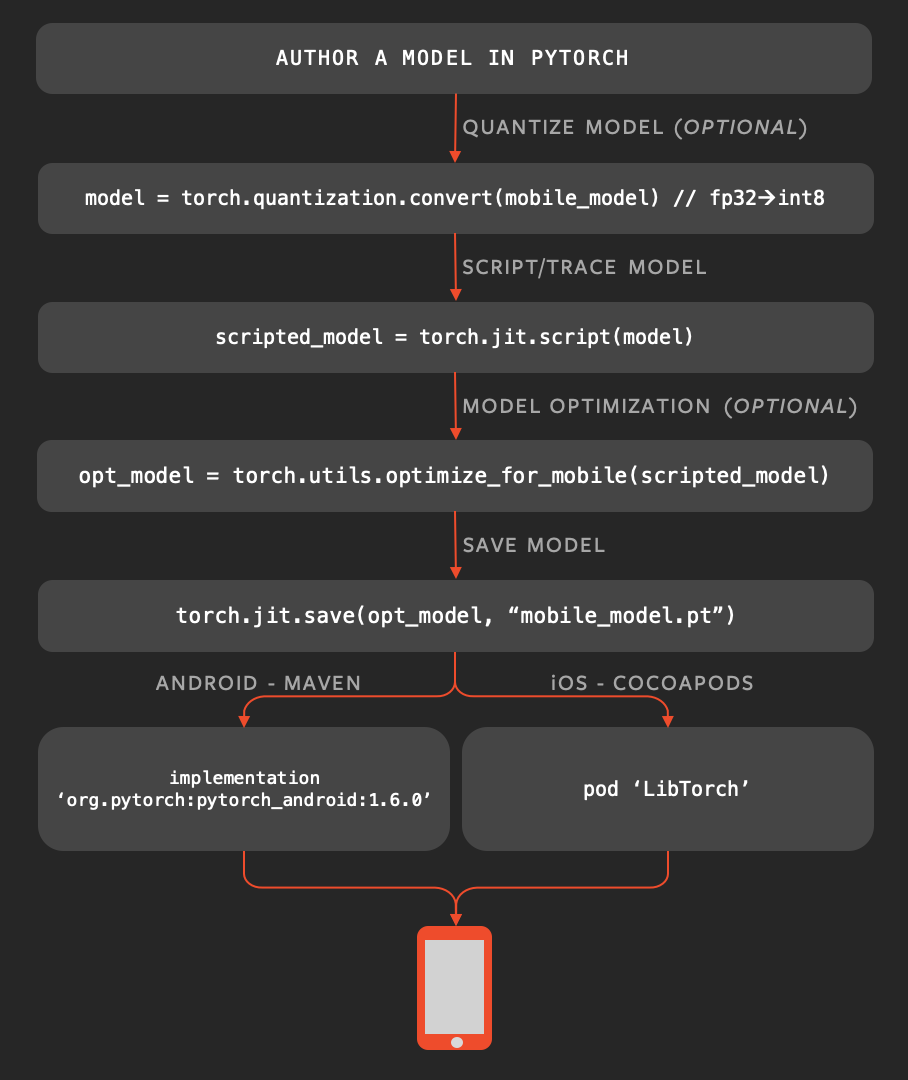 AUTHOR A MODEL IN PYTORCH
QUANTIZE MODEL (OPTIONAL)
model = torch.quantization.convert(mobile_model) // fp32→int8
SCRIPT/TRACE MODEL
scripted_model = torch.jit.script(model)
MODEL OPTIMIZATION (OPTIONAL)
opt_model = torch.utils.optimize_for_mobile(scripted_model)
SAVE MODEL
torch.jit.save(opt_model, “mobile_model.pt”)
ANDROID - MAVEN
iOS - COCOAPODS
implementation
‘org.pytorch:pytorch_android:1.6.0’
pod ‘LibTorch’